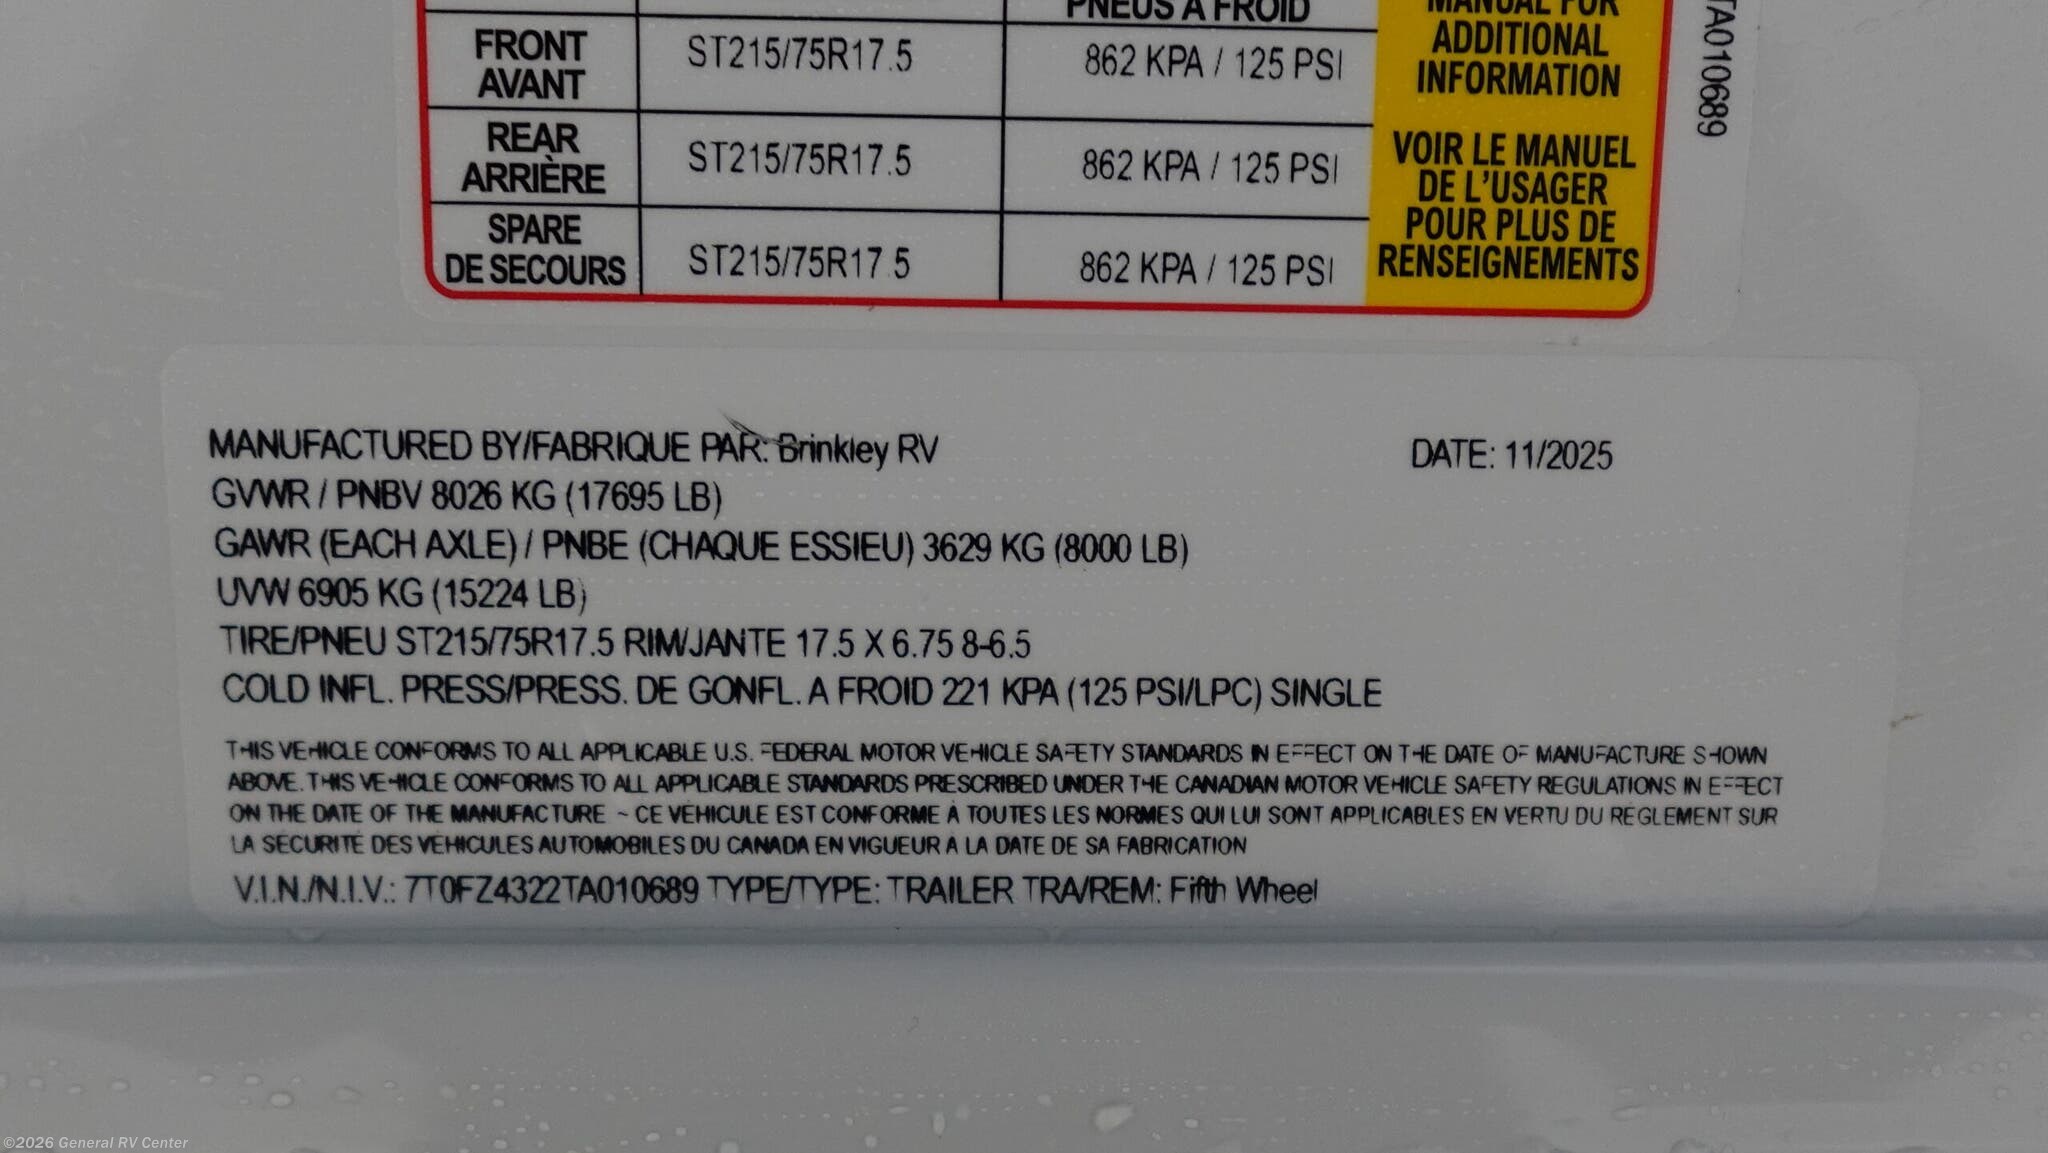 PNEUS À FROID
MANUAL FOR
ADDITIONAL
INFORMATION
FRONT
AVANT
ST215/75R17.5
862 KPA / 125 PSI
REAR
ARRIÈRE
ST215/75R17.5
862 KPA / 125 PSI
SPARE
DE SECOURS
ST215/75R17.5
862 KPA / 125 PSI
VOIR LE MANUEL
DE L'USAGER
POUR PLUS DE
RENSEIGNEMENTS
TA010689
MANUFACTURED BY/FABRIQUE PAR: Brinkley RV
DATE: 11/2025
GVWR / PNBV 8026 KG (17695 LB)
GAWR (EACH AXLE) / PNBE (CHAQUE ESSIEU) 3629 KG (8000 LB)
UVW 6905 KG (15224 LB)
TIRE/PNEU ST215/75R17.5 RIM/JANTE 17.5 X 6.75 8-6.5
COLD INFL. PRESS/PRESS. DE GONFL. A FROID 221 KPA (125 PSI/LPC) SINGLE
THIS VEHICLE CONFORMS TO ALL APPLICABLE U.S. FEDERAL MOTOR VEHICLE SAFETY STANDARDS IN EFFECT ON THE DATE OF MANUFACTURE SHOWN
ABOVE. THIS VEHICLE CONFORMS TO ALL APPLICABLE STANDARDS PRESCRIBED UNDER THE CANADIAN MOTOR VEHICLE SAFETY REGULATIONS IN EFFECT
ON THE DATE OF THE MANUFACTURE ~ CE VÉHICULE EST CONFORME À TOUTES LES NORMES QUI LUI SONT APPLICABLES EN VERTU DU RÈGLEMENT SUR
LA SÉCURITÉ DES VÉHICULES AUTOMOBILES DU CANADA EN VIGUEUR À LA DATE DE SA FABRICATION
V.I.N./N.I.V.: 7T0FZ4322TA010689 TYPE/TYPE: TRAILER TRA/REM: Fifth Wheel
©2026 General RV Center